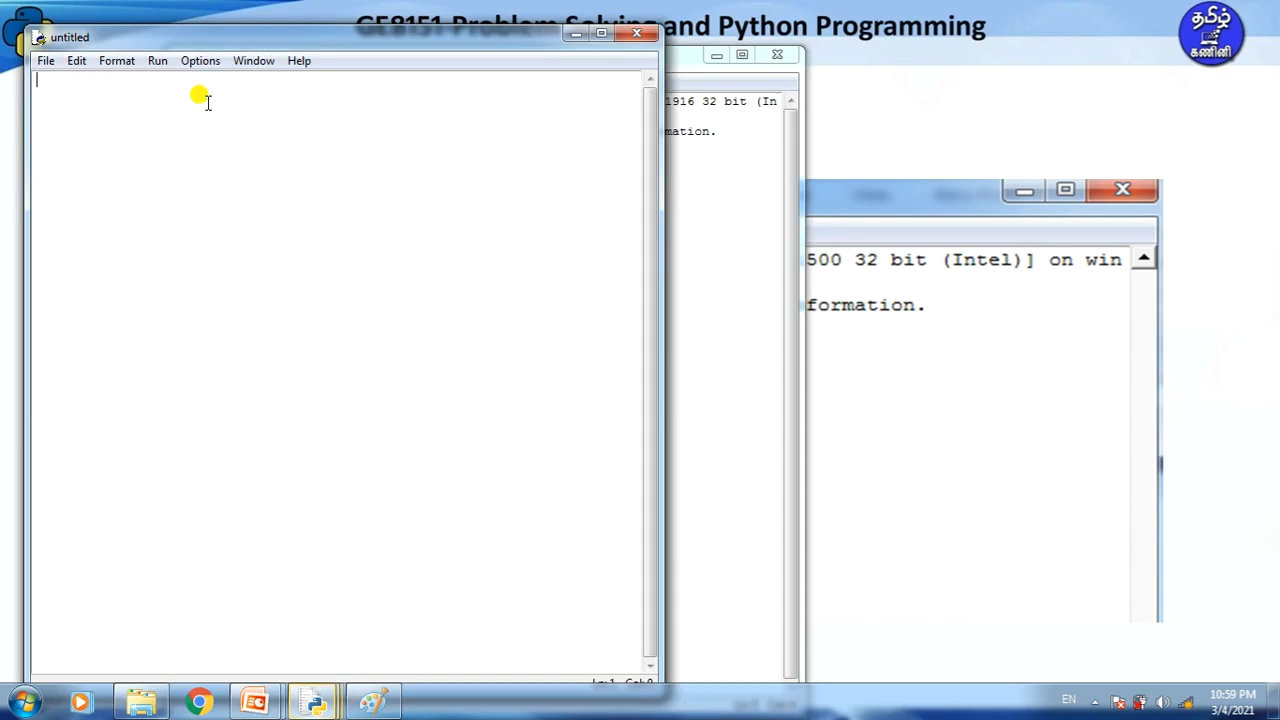 GE8151 Problem Solving and Python Programming
தமிழ்
கணினி
untitled
File Edit Format Run Options Window Help
1916 32 bit (In
mation.
500 32 bit (Intel)] on win
formation.
EN
10:59 PM
3/4/2021